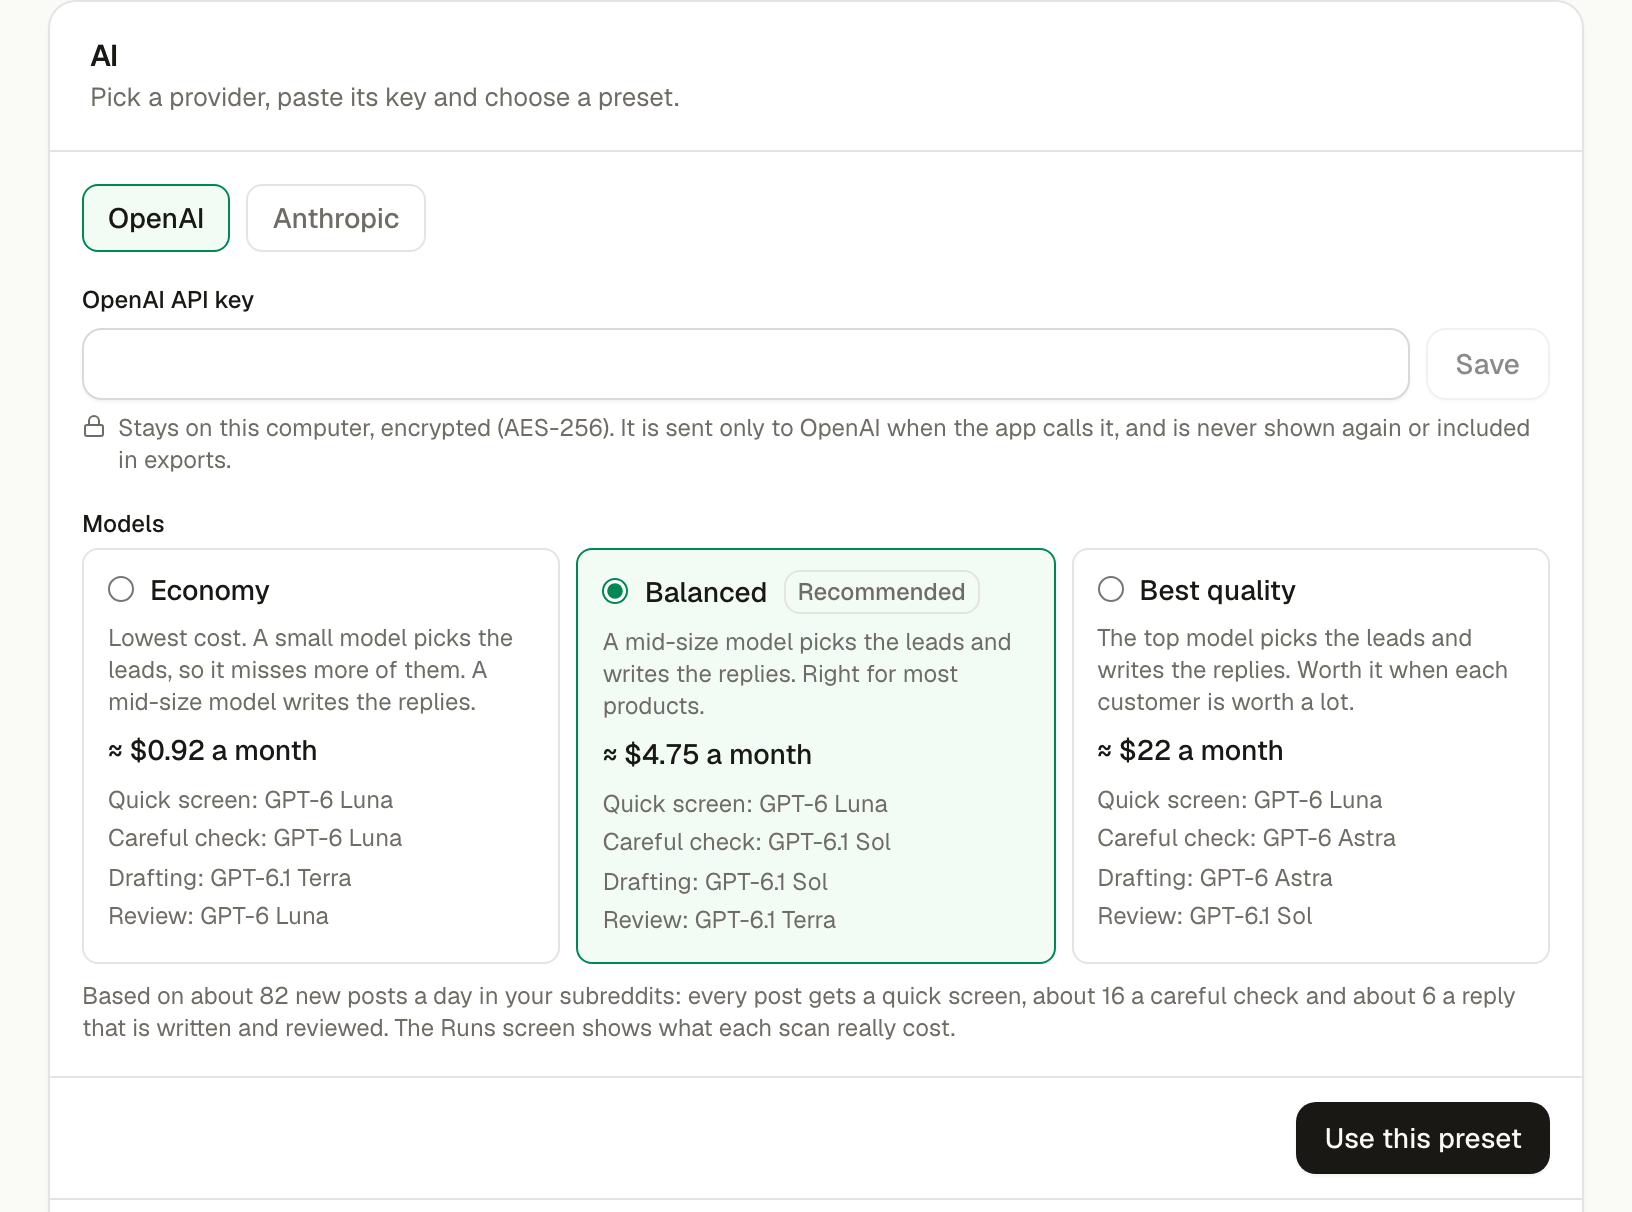 AI
Pick a provider, paste its key and choose a preset.
OpenAI
Anthropic
OpenAI API key
Save
Stays on this computer, encrypted (AES-256). It is sent only to OpenAI when the app calls it, and is never shown again or included
in exports.
Models
Economy
Lowest cost. A small model picks the
leads, so it misses more of them. A
mid-size model writes the replies.
≈ $0.92 a month
Quick screen: GPT-6 Luna
Careful check: GPT-6 Luna
Drafting: GPT-6.1 Terra
Review: GPT-6 Luna
Balanced
Recommended
A mid-size model picks the leads and
writes the replies. Right for most
products.
≈ $4.75 a month
Quick screen: GPT-6 Luna
Careful check: GPT-6.1 Sol
Drafting: GPT-6.1 Sol
Review: GPT-6.1 Terra
Best quality
The top model picks the leads and
writes the replies. Worth it when each
customer is worth a lot.
≈ $22 a month
Quick screen: GPT-6 Luna
Careful check: GPT-6 Astra
Drafting: GPT-6 Astra
Review: GPT-6.1 Sol
Based on about 82 new posts a day in your subreddits: every post gets a quick screen, about 16 a careful check and about 6 a reply
that is written and reviewed. The Runs screen shows what each scan really cost.
Use this preset